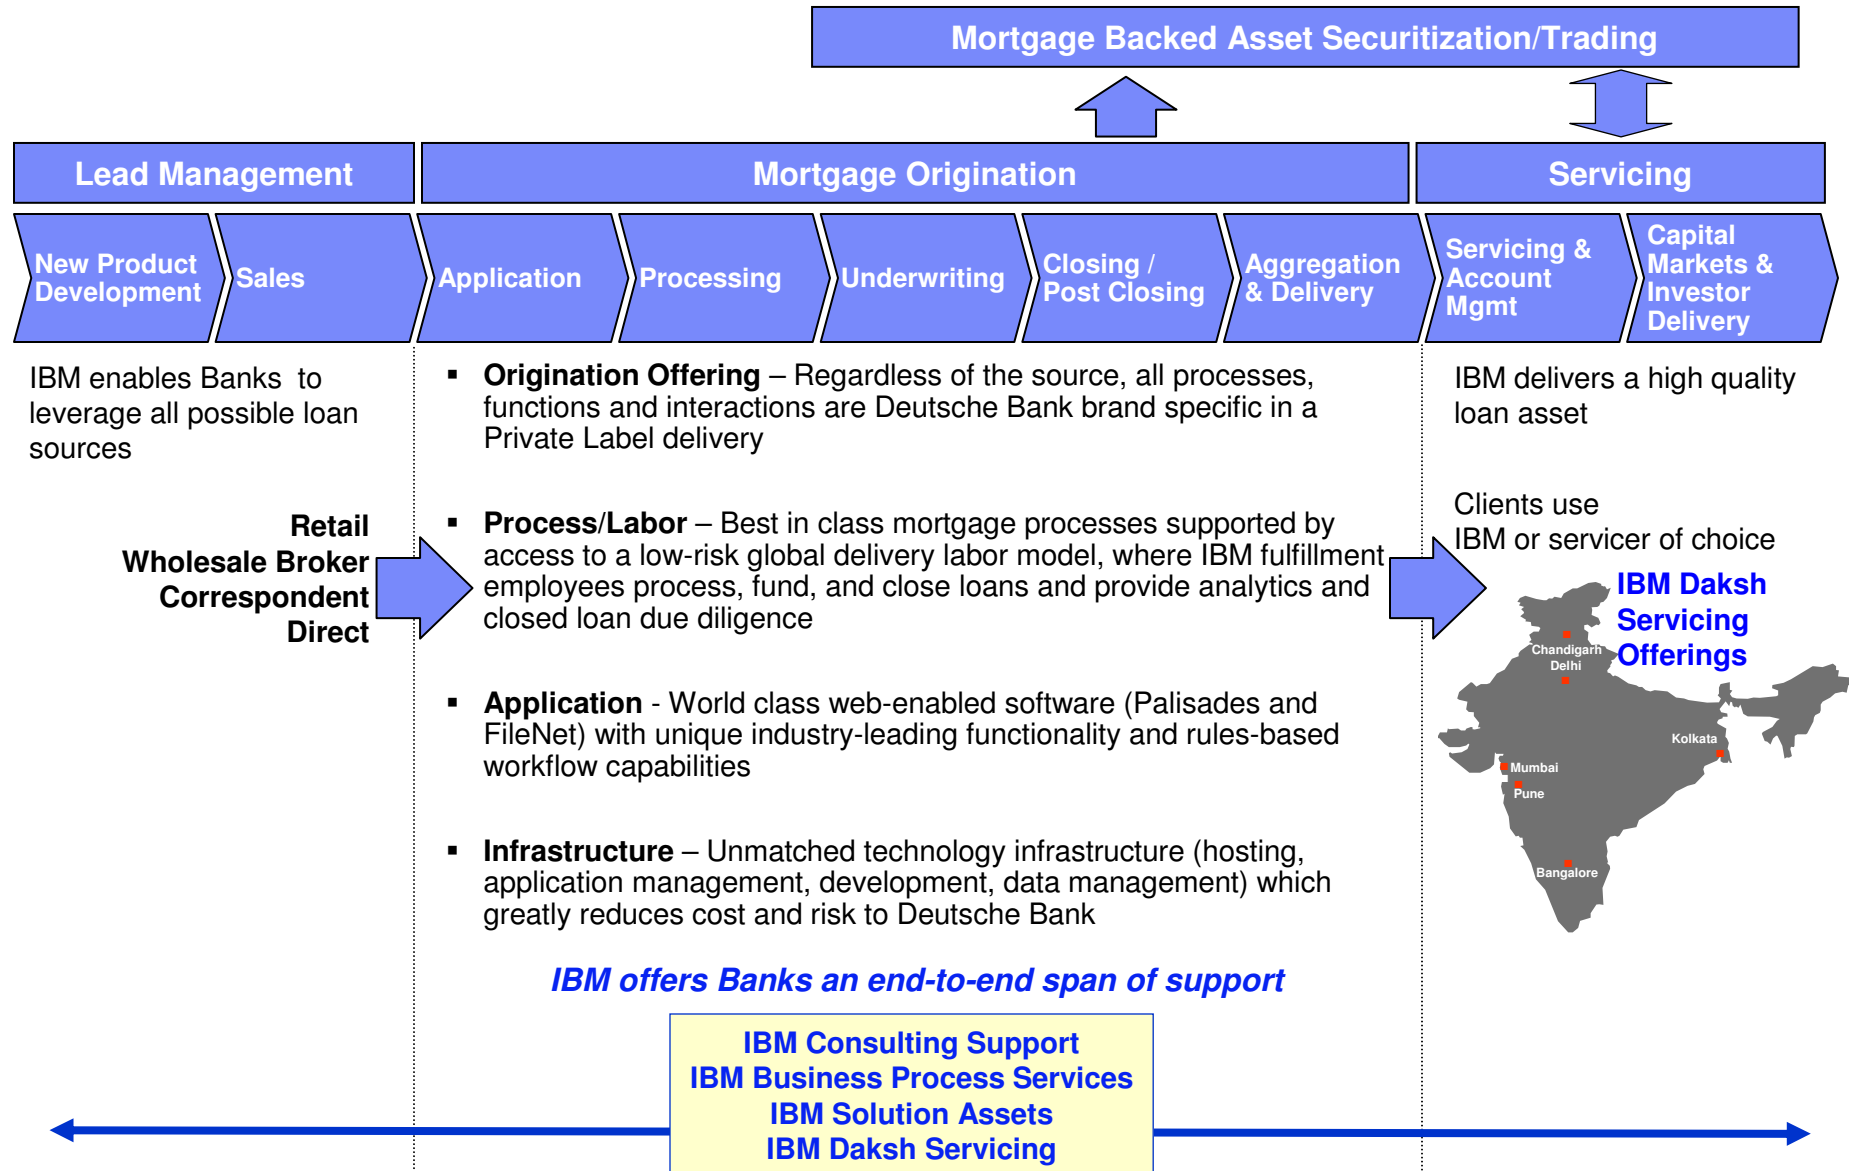 Mortgage Backed Asset Securitization/Trading
Lead Management
Mortgage Origination
Servicing
New Product
Development
Sales
Application
Processing
Underwriting
Closing /
Post Closing
Aggregation
& Delivery
Servicing &
Account
Mgmt
Capital
Markets &
Investor
Delivery
IBM enables Banks to
leverage all possible loan
sources
Retail
Wholesale Broker
Correspondent
Direct
▪ Origination Offering – Regardless of the source, all processes,
functions and interactions are Deutsche Bank brand specific in a
Private Label delivery
▪ Process/Labor – Best in class mortgage processes supported by
access to a low-risk global delivery labor model, where IBM fulfillment
employees process, fund, and close loans and provide analytics and
closed loan due diligence
▪ Application - World class web-enabled software (Palisades and
FileNet) with unique industry-leading functionality and rules-based
workflow capabilities
▪ Infrastructure – Unmatched technology infrastructure (hosting,
application management, development, data management) which
greatly reduces cost and risk to Deutsche Bank
IBM delivers a high quality
loan asset
Clients use
IBM or servicer of choice
IBM Daksh
Servicing
Offerings
Chandigarh
Delhi
Kolkata
Mumbai
Pune
Bangalore
IBM offers Banks an end-to-end span of support
IBM Consulting Support
IBM Business Process Services
IBM Solution Assets
IBM Daksh Servicing